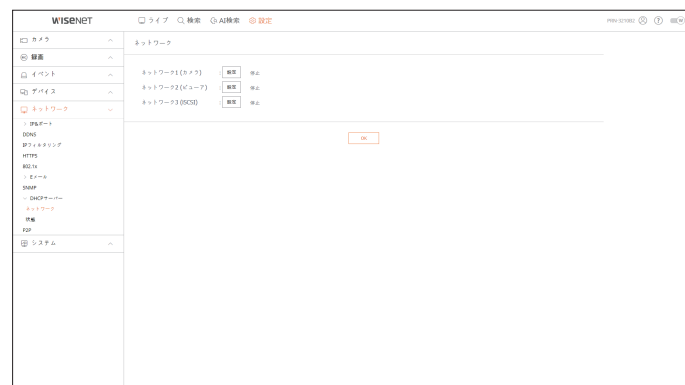 WISENET
ライブ 検索 AI検索 設定
カメラ
録画
イベント
デバイス
ネットワーク
IP&ポート
DDNS
IPフィルタリング
HTTPS
802.1x
Eメール
SNMP
DHCPサーバー
ネットワーク
状態
P2P
システム
ネットワーク
ネットワーク1 (カメラ) : 設定 停止
ネットワーク2 (ビューア) : 設定 停止
ネットワーク3 (iSCSI) : 設定 停止
OK